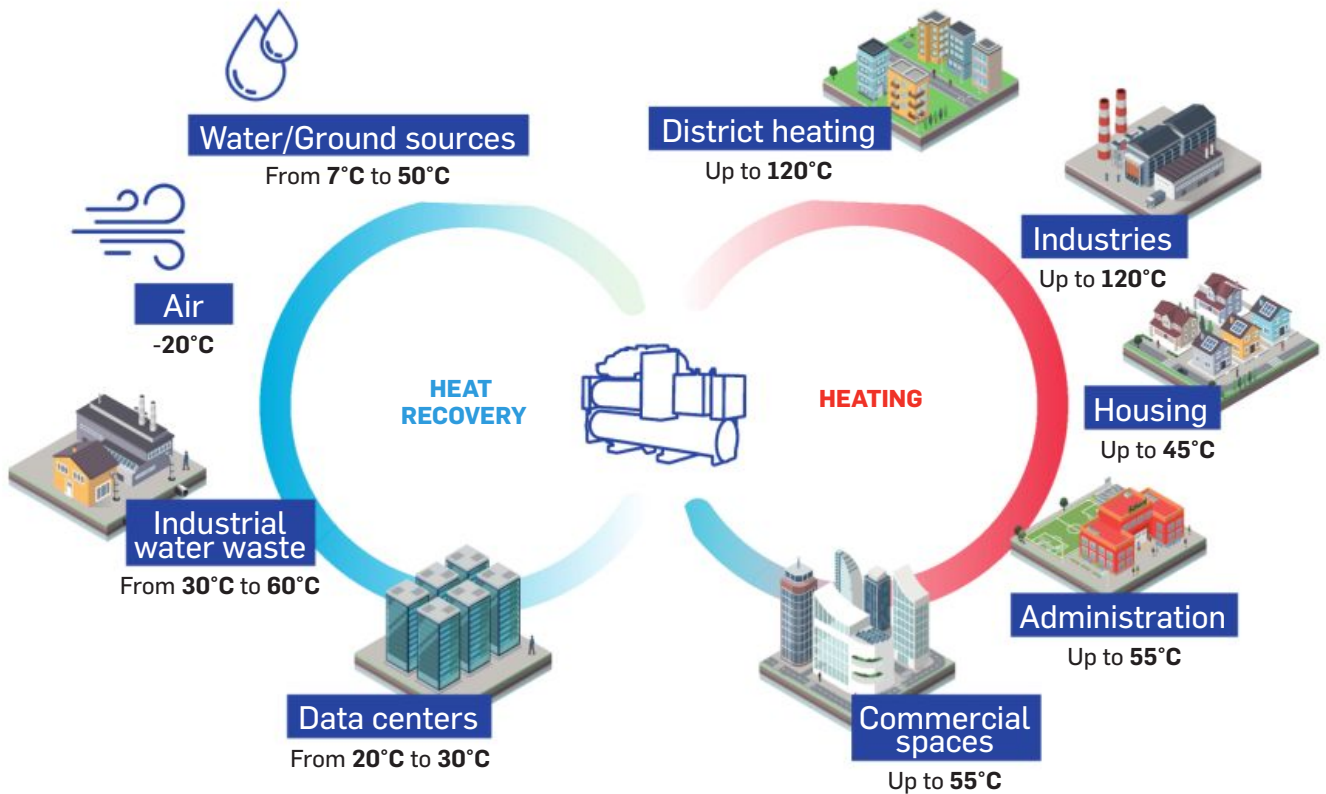 Water/Ground sources
From 7°C to 50°C
Air
-20°C
Industrial
water waste
From 30°C to 60°C
Data centers
From 20°C to 30°C
HEAT
RECOVERY
HEATING
District heating
Up to 120°C
Industries
Up to 120°C
Housing
Up to 45°C
Administration
Up to 55°C
Commercial
spaces
Up to 55°C